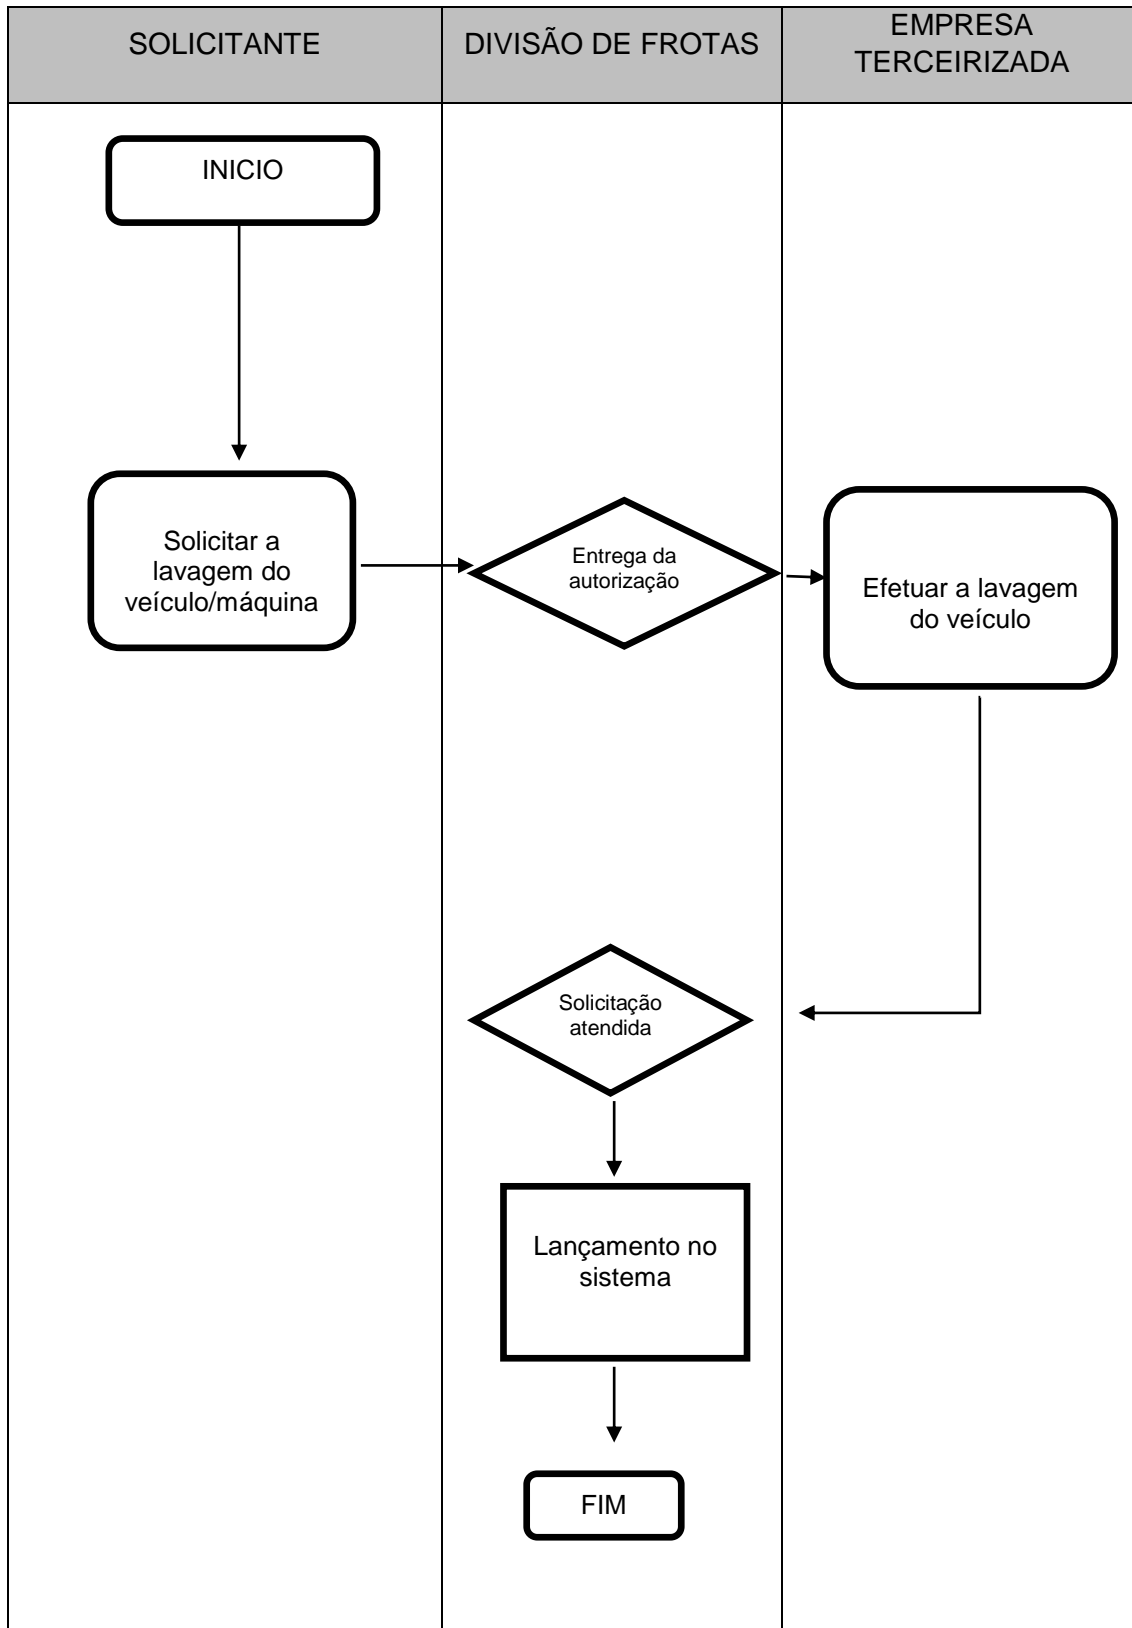 SOLICITANTE
DIVISÃO DE FROTAS
EMPRESA
TERCEIRIZADA
INICIO
Solicitar a
lavagem do
veículo/máquina
Entrega da
autorização
Efetuar a lavagem
do veículo
Solicitação
atendida
Lançamento no
sistema
FIM